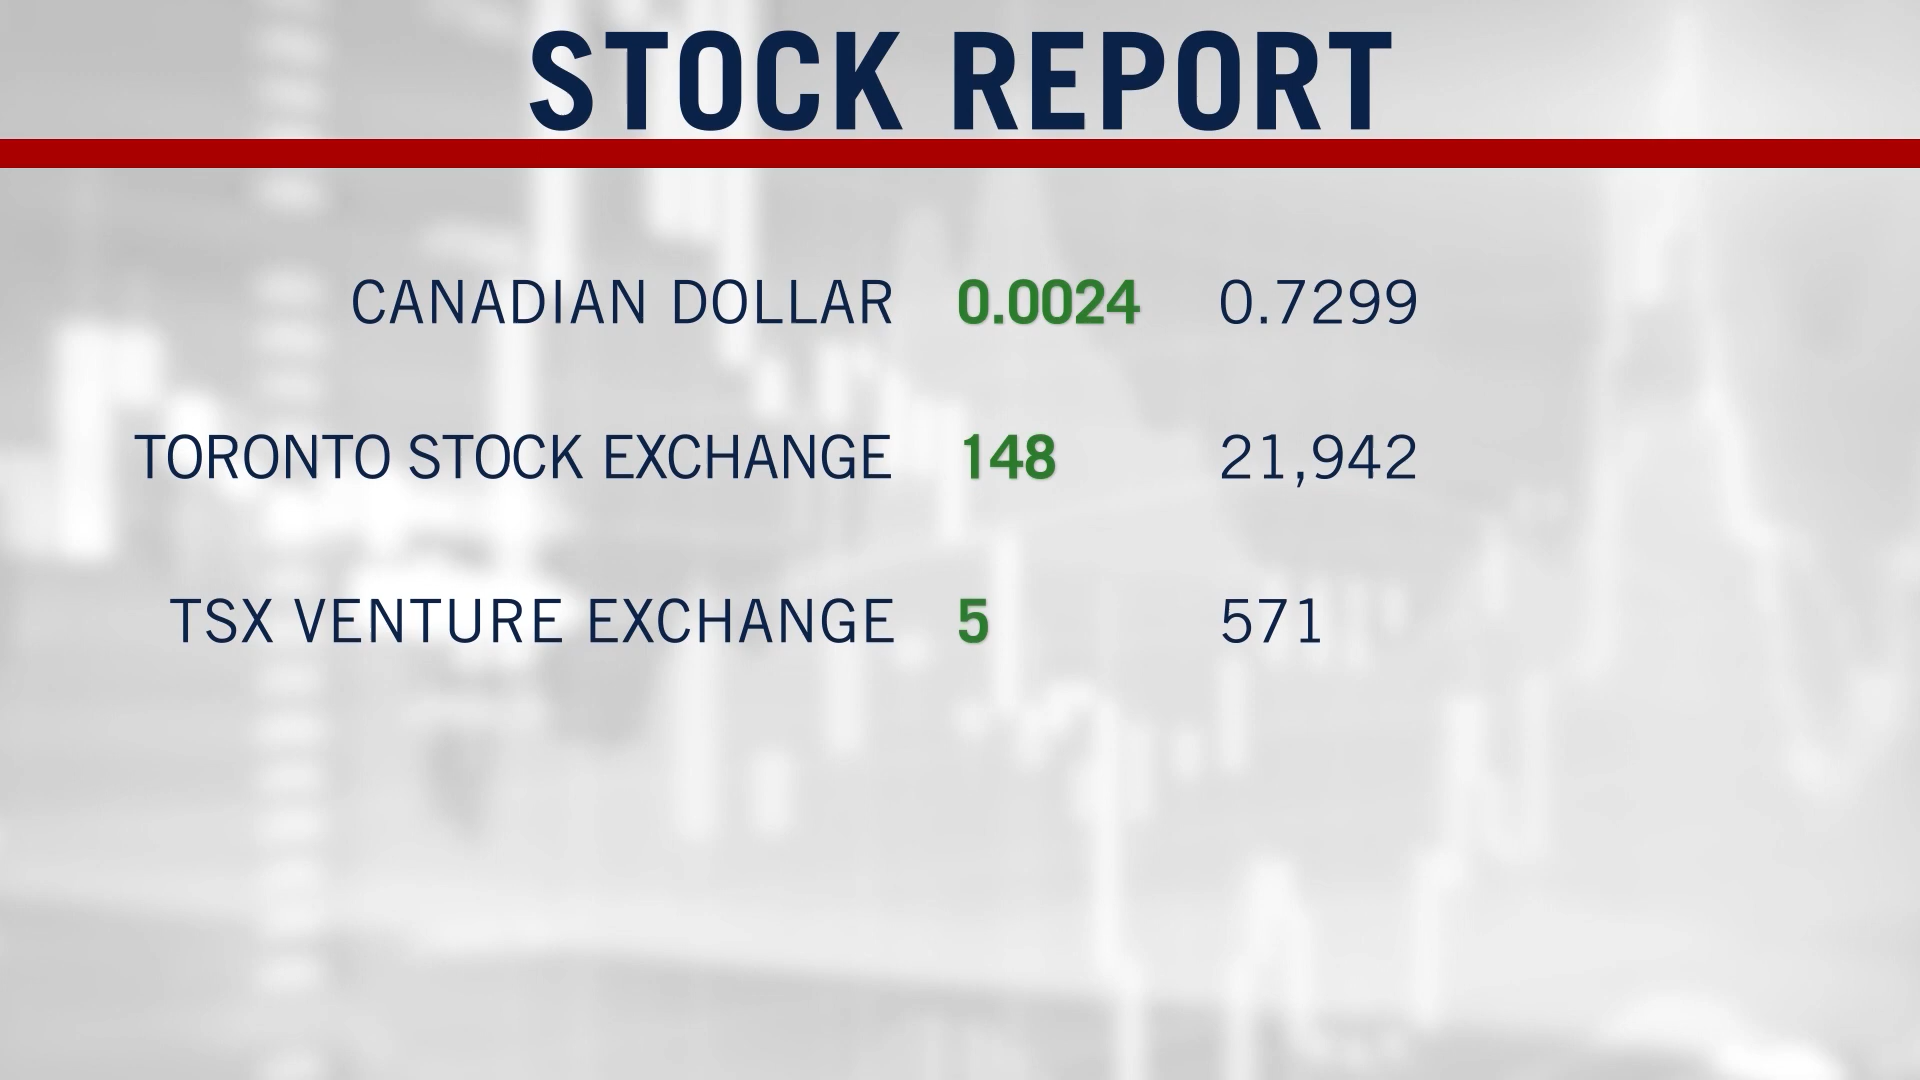 STOCK REPORT
CANADIAN DOLLAR 0.0024 0.7299
TORONTO STOCK EXCHANGE 148 21,942
TSX VENTURE EXCHANGE 5 571